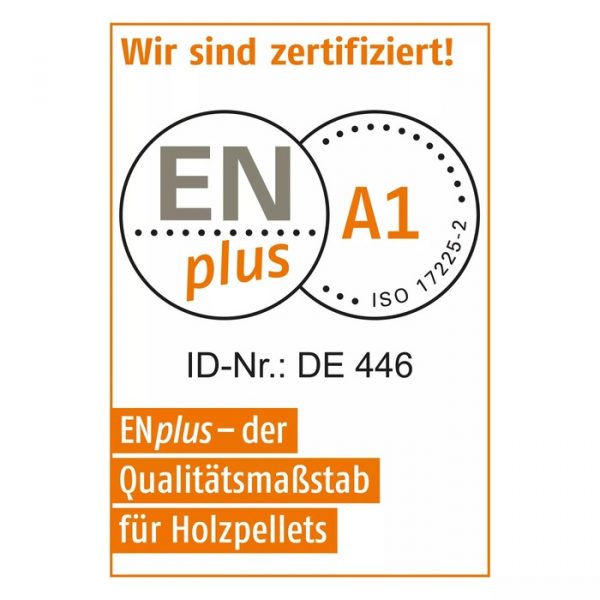 Wir sind zertifiziert!
EN
plus
A1
ISO 17225-2
ID-Nr.: DE 446
ENplus – der
Qualitätsmaßstab
für Holzpellets